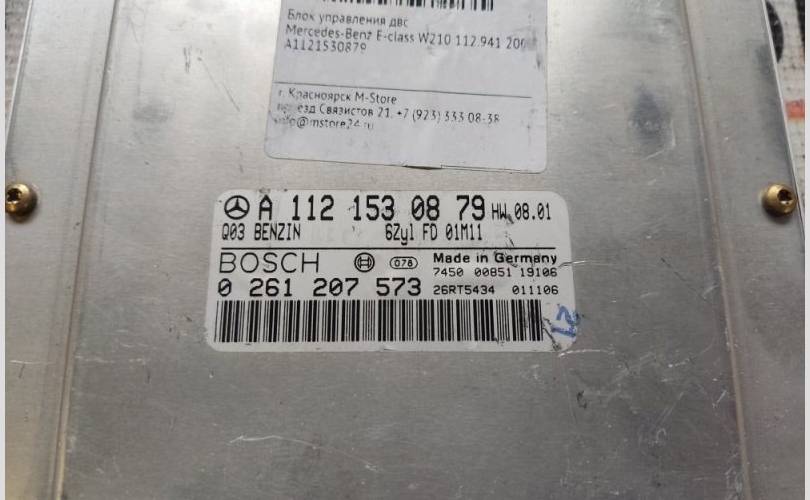 Блок управления двс
Mercedes-Benz E-class W210 112.941 200
A1121530879
г. Красноярск M-Store
проезд Связистов 21, +7 (923) 333 08-38
info@mstore24.ru
A 112 153 08 79 HW.08.01
Q03 BENZIN 6Zyl FD 01M11
BOSCH 078 Made in Germany
7450 00851 19106
0 261 207 573 26RT5434 011106
21